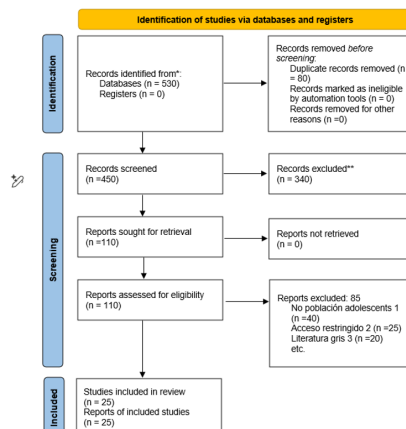 Identification of studies via databases and registers
Identification
Records identified from*:
Databases (n = 530)
Registers (n = 0)
Records removed before
screening:
Duplicate records removed (n
= 80)
Records marked as ineligible
by automation tools (n = 0)
Records removed for other
reasons (n =0)
Screening
Records screened
(n =450)
Records excluded**
(n = 340)
Reports sought for retrieval
(n =110)
Reports not retrieved
(n = 0)
Reports assessed for eligibility
(n = 110)
Reports excluded: 85
No población adolescents 1
(n =40)
Acceso restringido 2 (n =25)
Literatura gris 3 (n =20)
etc.
Included
Studies included in review
(n = 25)
Reports of included studies
(n = 25)